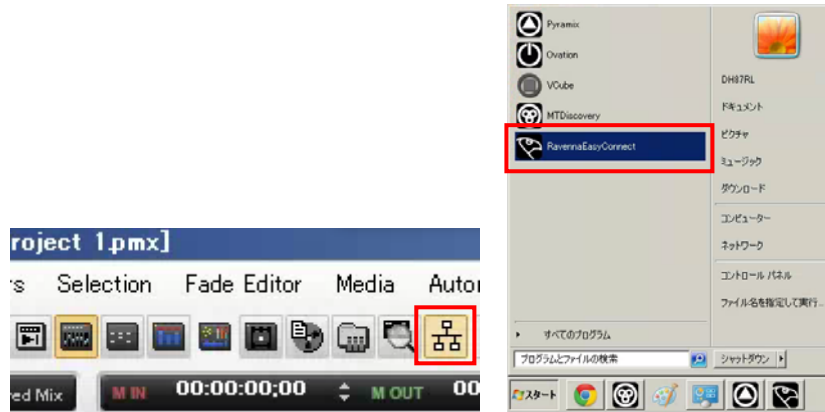 roject 1.pmx]
rs Selection Fade Editor Media Autor
red Mix M IN 00:00:00;00 M OUT 00
Pyramix
Ovation
VCube
MTDiscovery
RavennaEasyConnect
すべてのプログラム
プログラムとファイルの検索
スタート
DH87RL
ドキュメント
ピクチャ
ミュージック
ダウンロード
コンピューター
ネットワーク
コントロール パネル
ファイル名を指定して実行...
シャットダウン